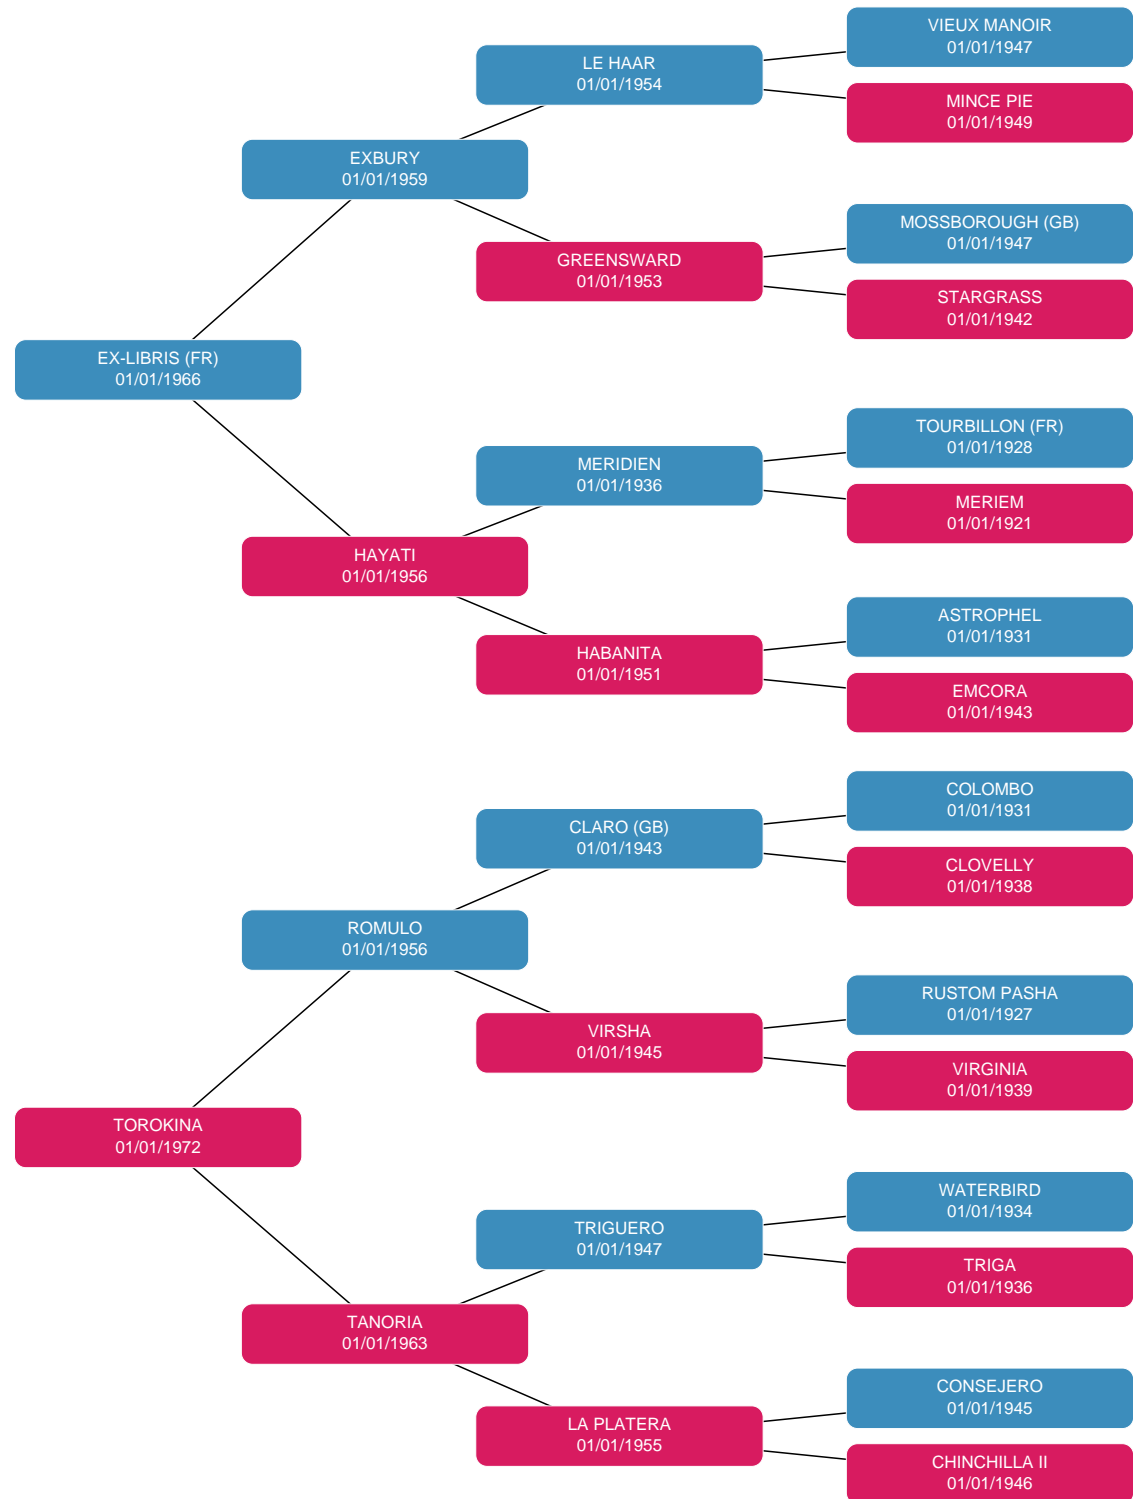 VIEUX MANOIR
01/01/1947
LE HAAR
01/01/1954
MINCE PIE
01/01/1949
EXBURY
01/01/1959
MOSSBOROUGH (GB)
01/01/1947
GREENSWARD
01/01/1953
STARGRASS
01/01/1942
EX-LIBRIS (FR)
01/01/1966
TOURBILLON (FR)
01/01/1928
MERIDIEN
01/01/1936
MERIEM
01/01/1921
HAYATI
01/01/1956
ASTROPHEL
01/01/1931
HABANITA
01/01/1951
EMCORA
01/01/1943
COLOMBO
01/01/1931
CLARO (GB)
01/01/1943
CLOVELLY
01/01/1938
ROMULO
01/01/1956
RUSTOM PASHA
01/01/1927
VIRSHA
01/01/1945
VIRGINIA
01/01/1939
TOROKINA
01/01/1972
WATERBIRD
01/01/1934
TRIGUERO
01/01/1947
TRIGA
01/01/1936
TANORIA
01/01/1963
CONSEJERO
01/01/1945
LA PLATERA
01/01/1955
CHINCHILLA II
01/01/1946